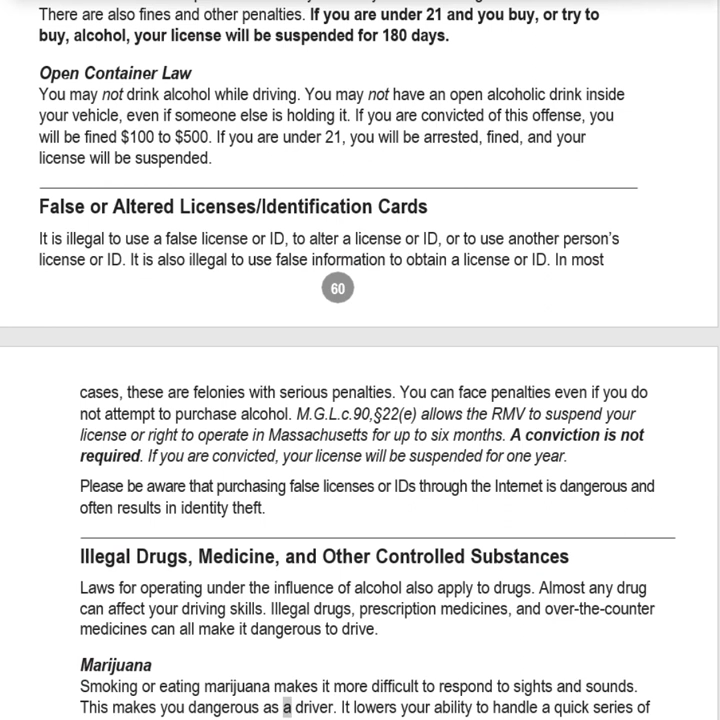 There are also fines and other penalties. If you are under 21 and you buy, or try to
buy, alcohol, your license will be suspended for 180 days.
Open Container Law
You may not drink alcohol while driving. You may not have an open alcoholic drink inside
your vehicle, even if someone else is holding it. If you are convicted of this offense, you
will be fined $100 to $500. If you are under 21, you will be arrested, fined, and your
license will be suspended.
False or Altered Licenses/Identification Cards
It is illegal to use a false license or ID, to alter a license or ID, or to use another person’s
license or ID. It is also illegal to use false information to obtain a license or ID. In most
60
cases, these are felonies with serious penalties. You can face penalties even if you do
not attempt to purchase alcohol. M.G.L.c.90,§22(e) allows the RMV to suspend your
license or right to operate in Massachusetts for up to six months. A conviction is not
required. If you are convicted, your license will be suspended for one year.
Please be aware that purchasing false licenses or IDs through the Internet is dangerous and
often results in identity theft.
Illegal Drugs, Medicine, and Other Controlled Substances
Laws for operating under the influence of alcohol also apply to drugs. Almost any drug
can affect your driving skills. Illegal drugs, prescription medicines, and over-the-counter
medicines can all make it dangerous to drive.
Marijuana
Smoking or eating marijuana makes it more difficult to respond to sights and sounds.
This makes you dangerous as a driver. It lowers your ability to handle a quick series of